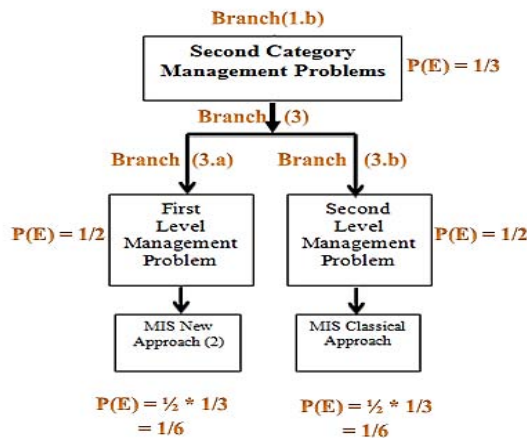 Branch(1.b)
Second Category
Management Problems
P(E) = 1/3
Branch (3)
Branch (3.a)
Branch (3.b)
P(E) = 1/2
First
Level
Management
Problem
Second
Level
Management
Problem
P(E) = 1/2
MIS New
Approach (2)
MIS Classical
Approach
P(E) = ½ * 1/3
= 1/6
P(E) = ½ * 1/3
= 1/6